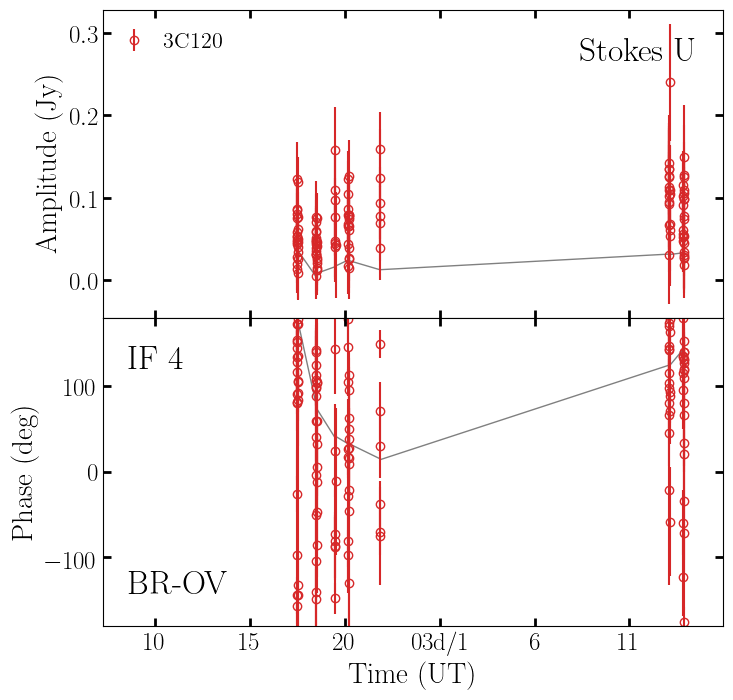 3C120
Stokes U
0.3
0.2
0.1
0.0
Amplitude (Jy)
IF 4
100
0
−100
Phase (deg)
BR-OV
10 15 20 03d/1 6 11
Time (UT)